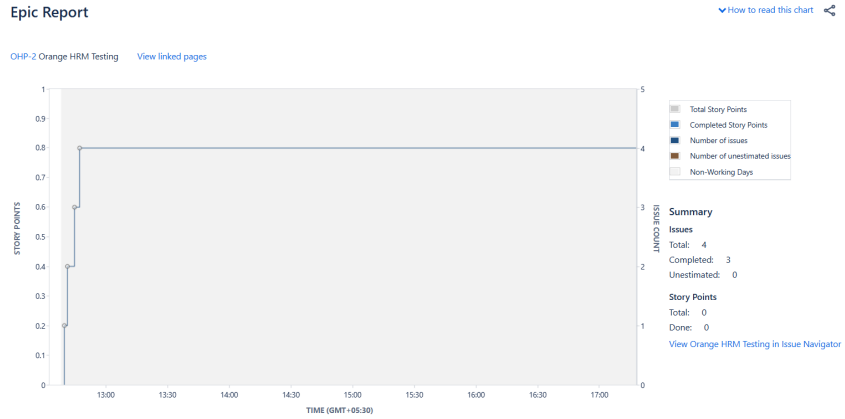 Epic Report
How to read this chart
OHP-2 Orange HRM Testing View linked pages
1
0.9
0.8
0.7
0.6
0.5
0.4
0.3
0.2
0.1
0
STORY POINTS
5
4
3
2
1
0
ISSUE COUNT
13:00 13:30 14:00 14:30 15:00 15:30 16:00 16:30 17:00
TIME (GMT+05:30)
Total Story Points
Completed Story Points
Number of issues
Number of unestimated issues
Non-Working Days
Summary
Issues
Total: 4
Completed: 3
Unestimated: 0
Story Points
Total: 0
Done: 0
View Orange HRM Testing in Issue Navigator